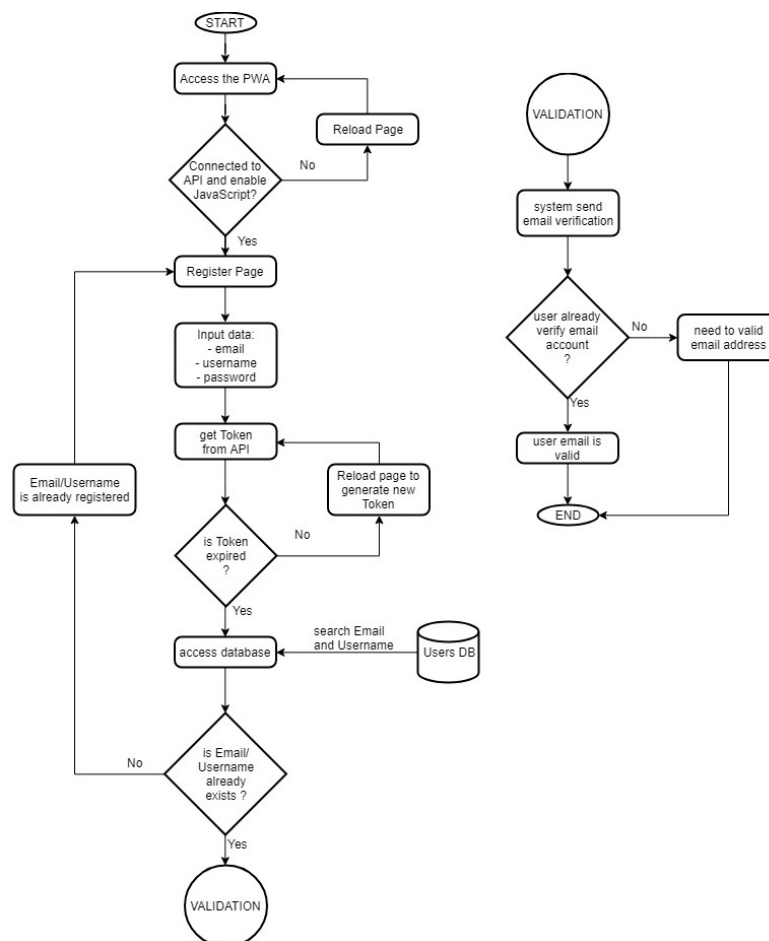 START
Access the PWA
Reload Page
Connected to
API and enable
JavaScript?
No
Yes
Register Page
Input data:
- email
- username
- password
get Token
from API
Reload page to
generate new
Token
Email/Username
is already registered
is Token
expired
?
No
Yes
access database
search Email
and Username
Users DB
is Email/
Username
already
exists ?
No
Yes
VALIDATION
VALIDATION
system send
email verification
user already
verify email
account
?
No
need to valid
email address
Yes
user email is
valid
END